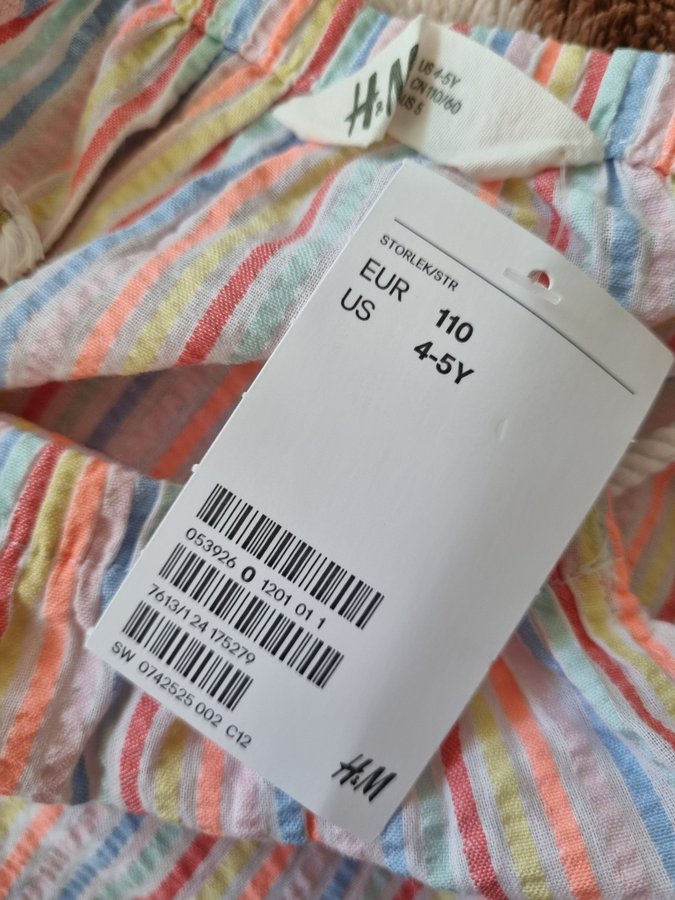 H&M
US 4-5Y
CN 110/60
US 5
STORLEK/STR
EUR 110
US 4-5Y
053926 0 1201 01 1
7613/1 24 175279
SW 0742525 002 C12
H&M